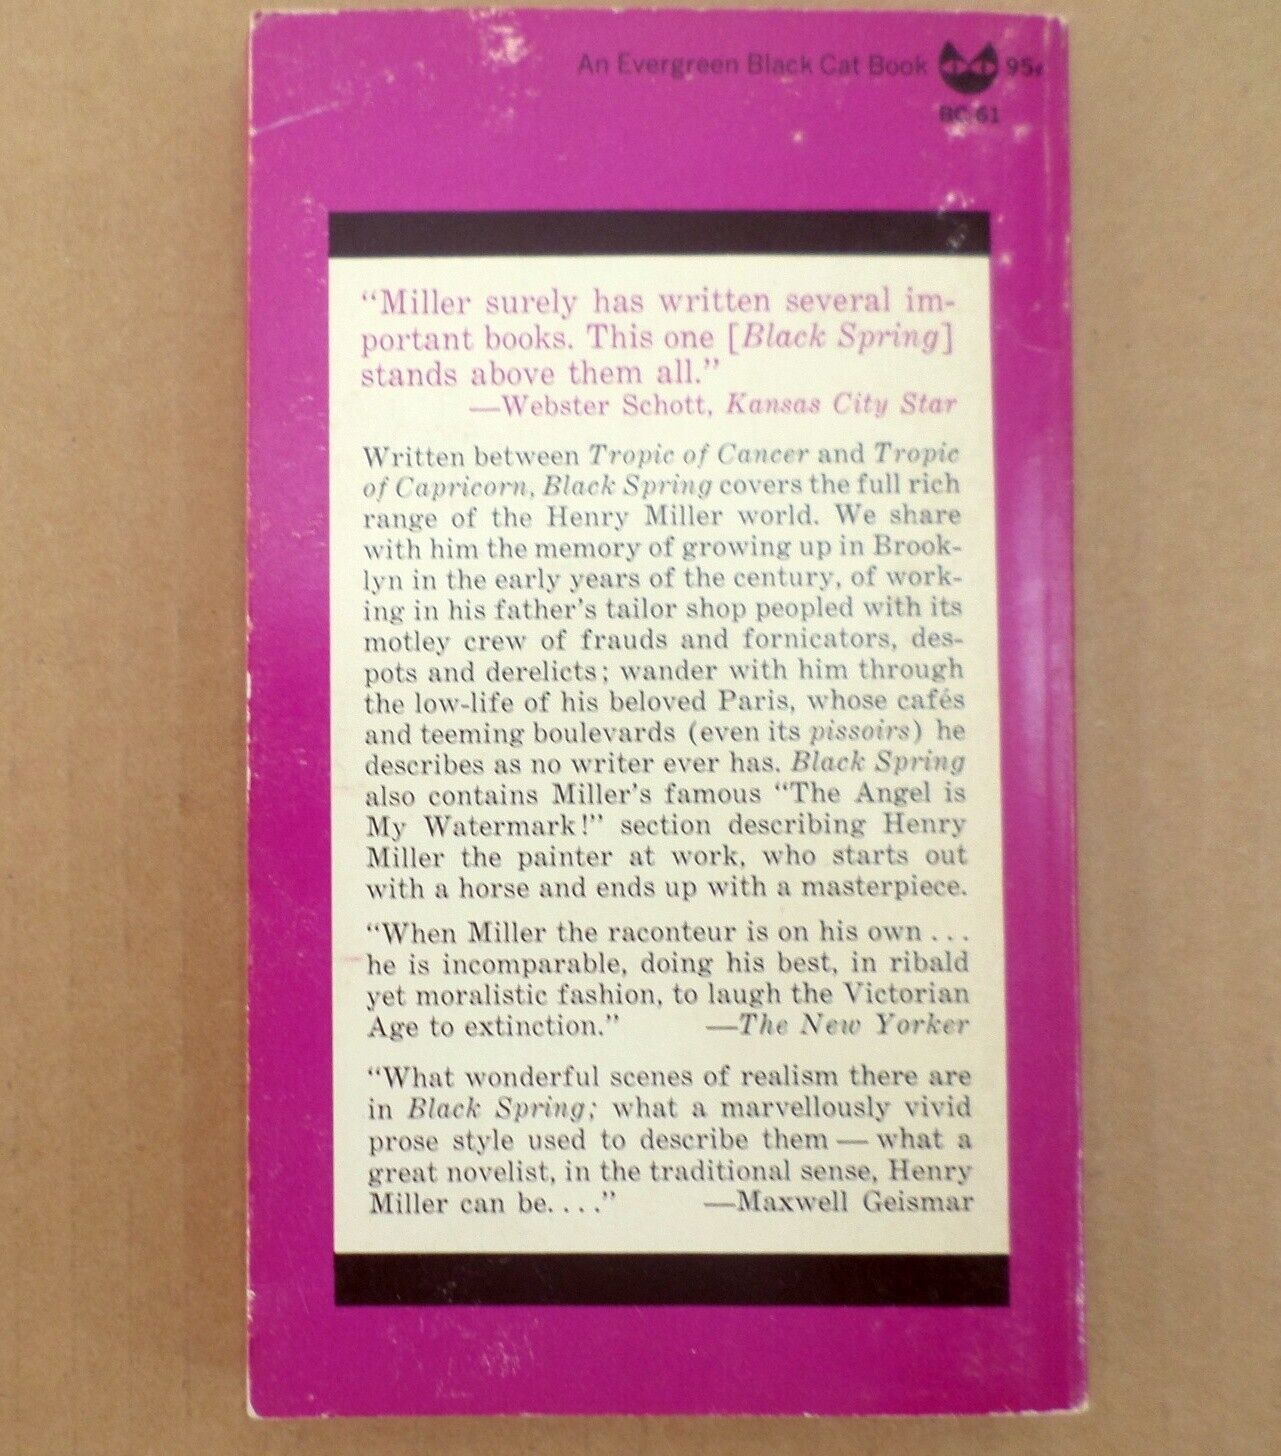 An Evergreen Black Cat Book 95¢
BC-61
“Miller surely has written several im-
portant books. This one [Black Spring]
stands above them all.”
—Webster Schott, Kansas City Star
Written between Tropic of Cancer and Tropic
of Capricorn, Black Spring covers the full rich
range of the Henry Miller world. We share
with him the memory of growing up in Brook-
lyn in the early years of the century, of work-
ing in his father’s tailor shop peopled with its
motley crew of frauds and fornicators, des-
pots and derelicts; wander with him through
the low-life of his beloved Paris, whose cafés
and teeming boulevards (even its pissoirs) he
describes as no writer ever has. Black Spring
also contains Miller’s famous “The Angel is
My Watermark!” section describing Henry
Miller the painter at work, who starts out
with a horse and ends up with a masterpiece.
“When Miller the raconteur is on his own . . .
he is incomparable, doing his best, in ribald
yet moralistic fashion, to laugh the Victorian
Age to extinction.” —The New Yorker
“What wonderful scenes of realism there are
in Black Spring; what a marvellously vivid
prose style used to describe them — what a
great novelist, in the traditional sense, Henry
Miller can be. . . .” —Maxwell Geismar